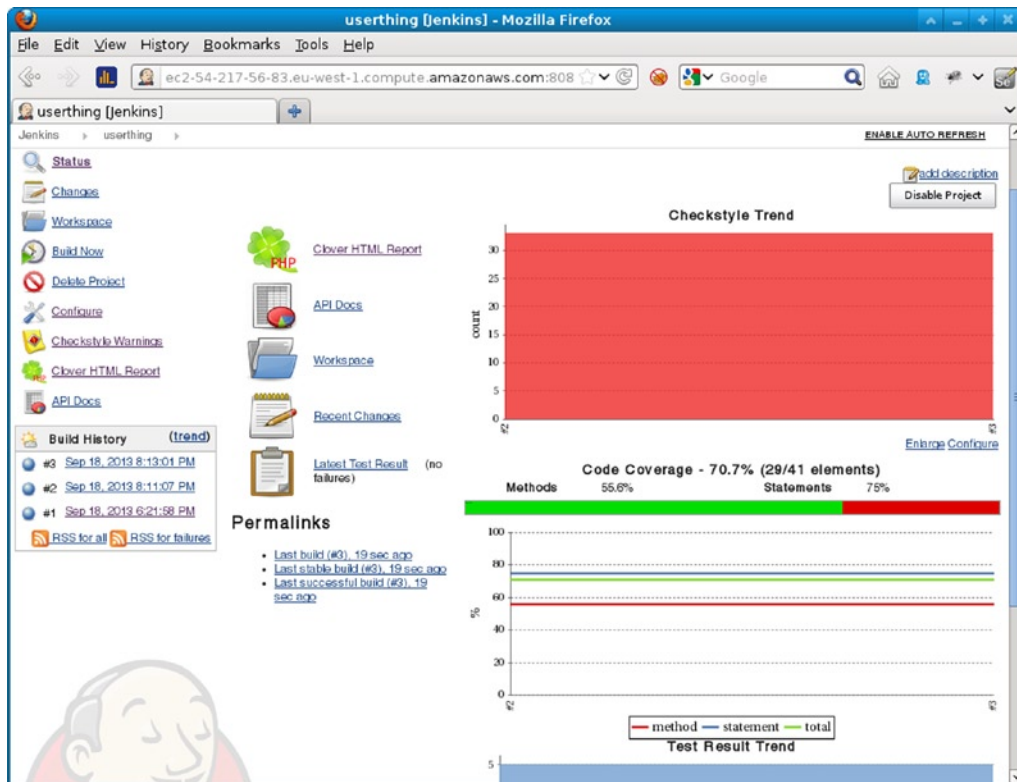 userthing [Jenkins] - Mozilla Firefox
File Edit View History Bookmarks Tools Help
ec2-54-217-56-83.eu-west-1.compute.amazonaws.com:808
Google
userthing [Jenkins]
Jenkins userthing
ENABLE AUTO REFRESH
Status
Changes
Workspace
Build Now
Delete Project
Configure
Checkstyle Warnings
Clover HTML Report
API Docs
Build History (trend)
#3 Sep 18, 2013 8:13:01 PM
#2 Sep 18, 2013 8:11:07 PM
#1 Sep 18, 2013 6:21:58 PM
RSS for all RSS for failures
PHP
Clover HTML Report
API Docs
Workspace
Recent Changes
Latest Test Result (no
failures)
Permalinks
Last build (#3), 19 sec ago
Last stable build (#3), 19 sec ago
Last successful build (#3), 19
sec ago
add description
Disable Project
Checkstyle Trend
count
30
25
20
15
10
5
0
#2 #3
Enlarge Configure
Code Coverage - 70.7% (29/41 elements)
Methods 55.6% Statements 75%
%
100
80
60
40
20
0
#2 #3
method statement total
Test Result Trend
5